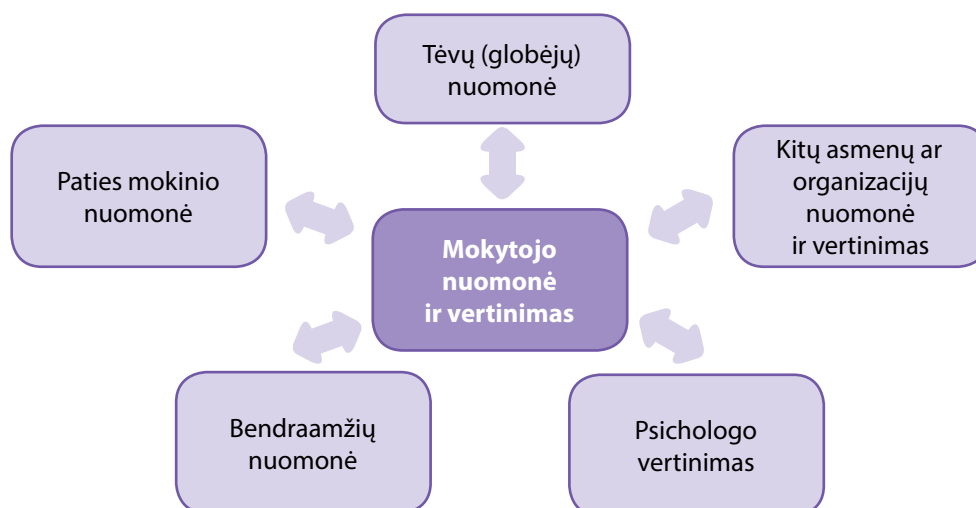 Tėvų (globėjų)
nuomonė
Paties mokinio
nuomonė
Kitų asmenų ar
organizacijų
nuomonė
ir vertinimas
Mokytojo
nuomonė
ir vertinimas
Bendraamžių
nuomonė
Psichologo
vertinimas